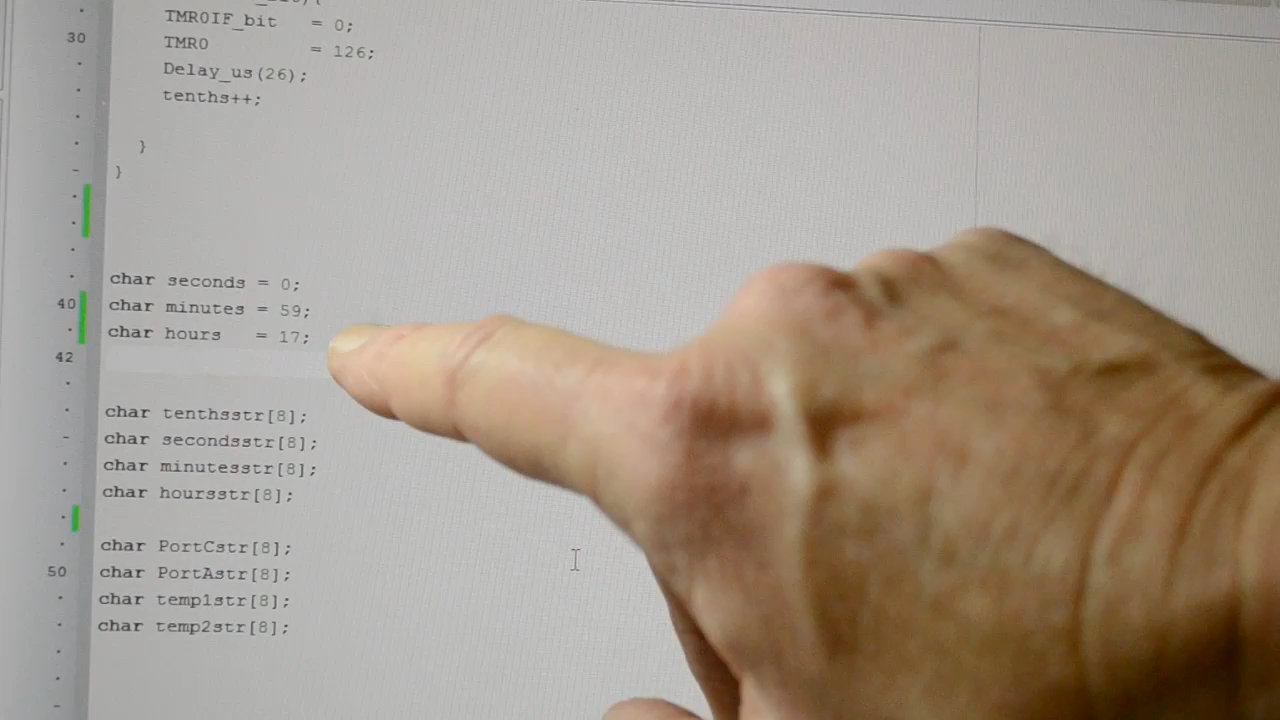 TMR0IF_bit   = 0;
30
TMR0         = 126;
Delay_us(26);
tenths++;
}
}
char seconds = 0;
40
char minutes = 59;
char hours   = 17;
42
char tenthsstr[8];
char secondsstr[8];
char minutesstr[8];
char hoursstr[8];
char PortCstr[8];
50
char PortAstr[8];
char temp1str[8];
char temp2str[8];